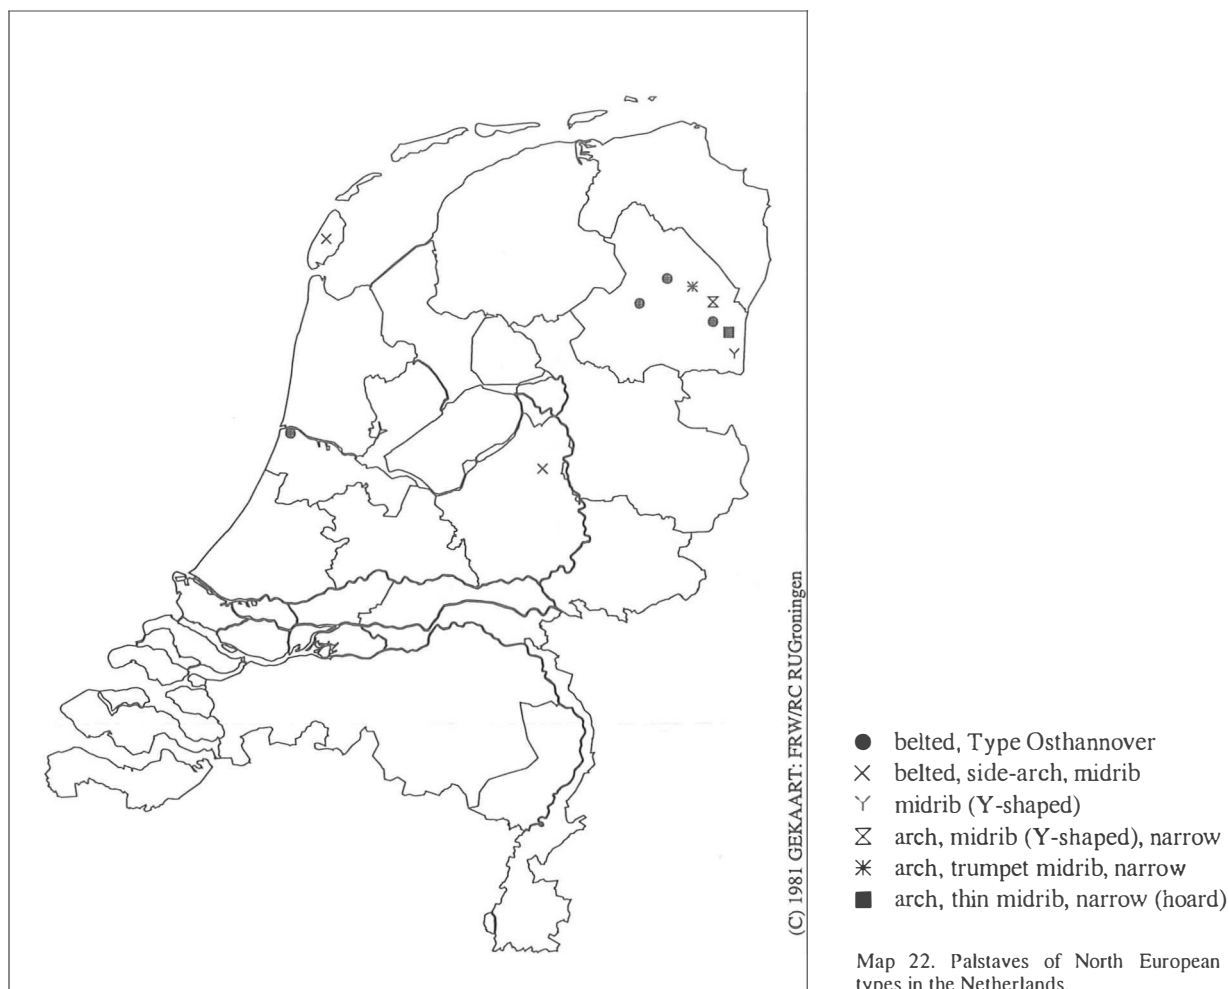 (C) 1981 GEKAART: FRW/RC RUGroningen
belted, Type Osthannover
belted, side-arch, midrib
midrib (Y-shaped)
arch, midrib (Y-shaped), narrow
arch, trumpet midrib, narrow
arch, thin midrib, narrow (hoard)
Map 22. Palstaves of North European
types in the Netherlands.